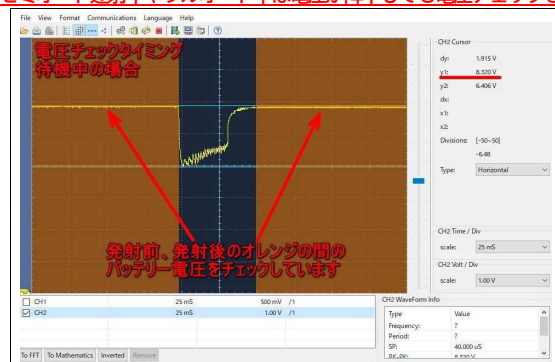 File View Format Communications Language Help
電圧チェックタイミング
待機中の場合
発射前、発射後のオレンジの間の
バッテリー電圧をチェックしています
CH2 Cursor
dy: 1.915 V
y1: 8.320 V
y2: 6.406 V
dx:
x1:
x2:
Divisions: [-50~50]
-6.48
Type: Horizontal
CH2 Time / Div
scale: 25 mS
CH2 Volt / Div
scale: 1.00 V
CH1 25 mS 500 mV /1
CH2 25 mS 1.00 V /1
CH2 WaveForm Info
Type Value
Frequency: ?
Period: ?
SP: 40.000 uS
PK-PK: 8.320 V
To FFT To Mathematics Inverted Remove